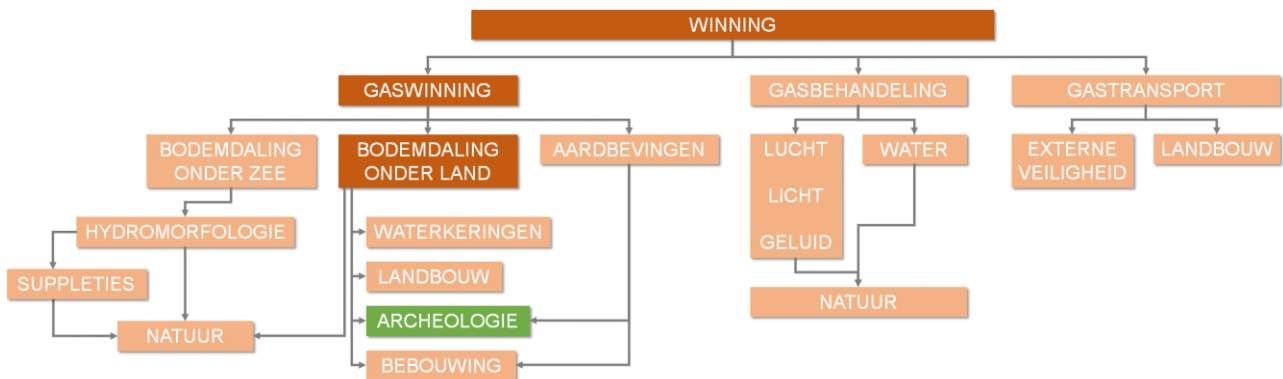 WINNING
GASWINNING
GASBEHANDELING
GASTRANSPORT
BODEMDALING
ONDER ZEE
BODEMDALING
ONDER LAND
AARDBEVINGEN
LUCHT
LICHT
GELUID
WATER
EXTERNE
VEILIGHEID
LANDBOUW
HYDROMORFOLOGIE
WATERKERINGEN
SUPPLETIES
LANDBOUW
NATUUR
ARCHEOLOGIE
NATUUR
BEBOUWING